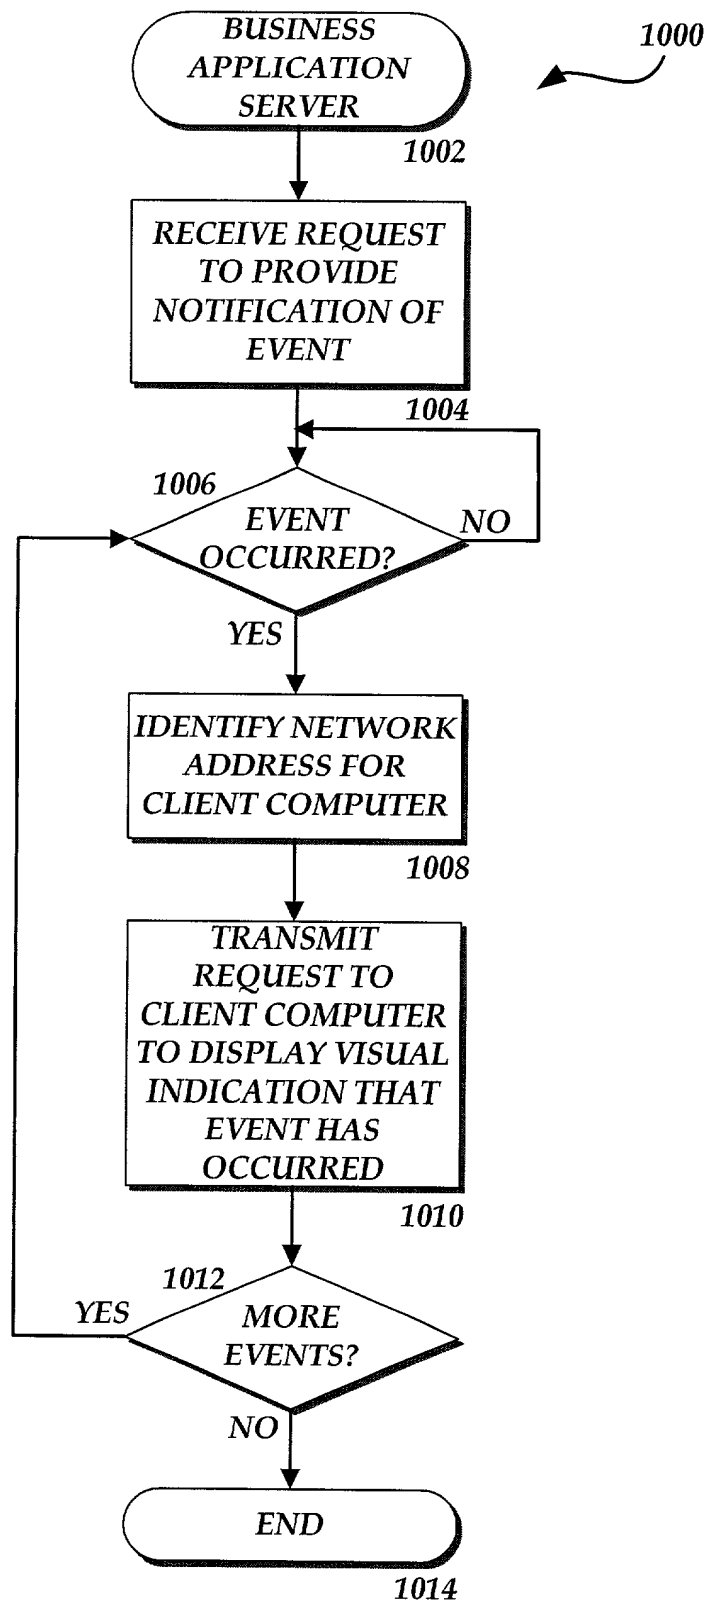 BUSINESS
APPLICATION
SERVER
1000
1002
RECEIVE REQUEST
TO PROVIDE
NOTIFICATION OF
EVENT
1004
1006
EVENT
OCCURRED?
NO
YES
IDENTIFY NETWORK
ADDRESS FOR
CLIENT COMPUTER
1008
TRANSMIT
REQUEST TO
CLIENT COMPUTER
TO DISPLAY VISUAL
INDICATION THAT
EVENT HAS
OCCURRED
1010
1012
YES
MORE
EVENTS?
NO
END
1014